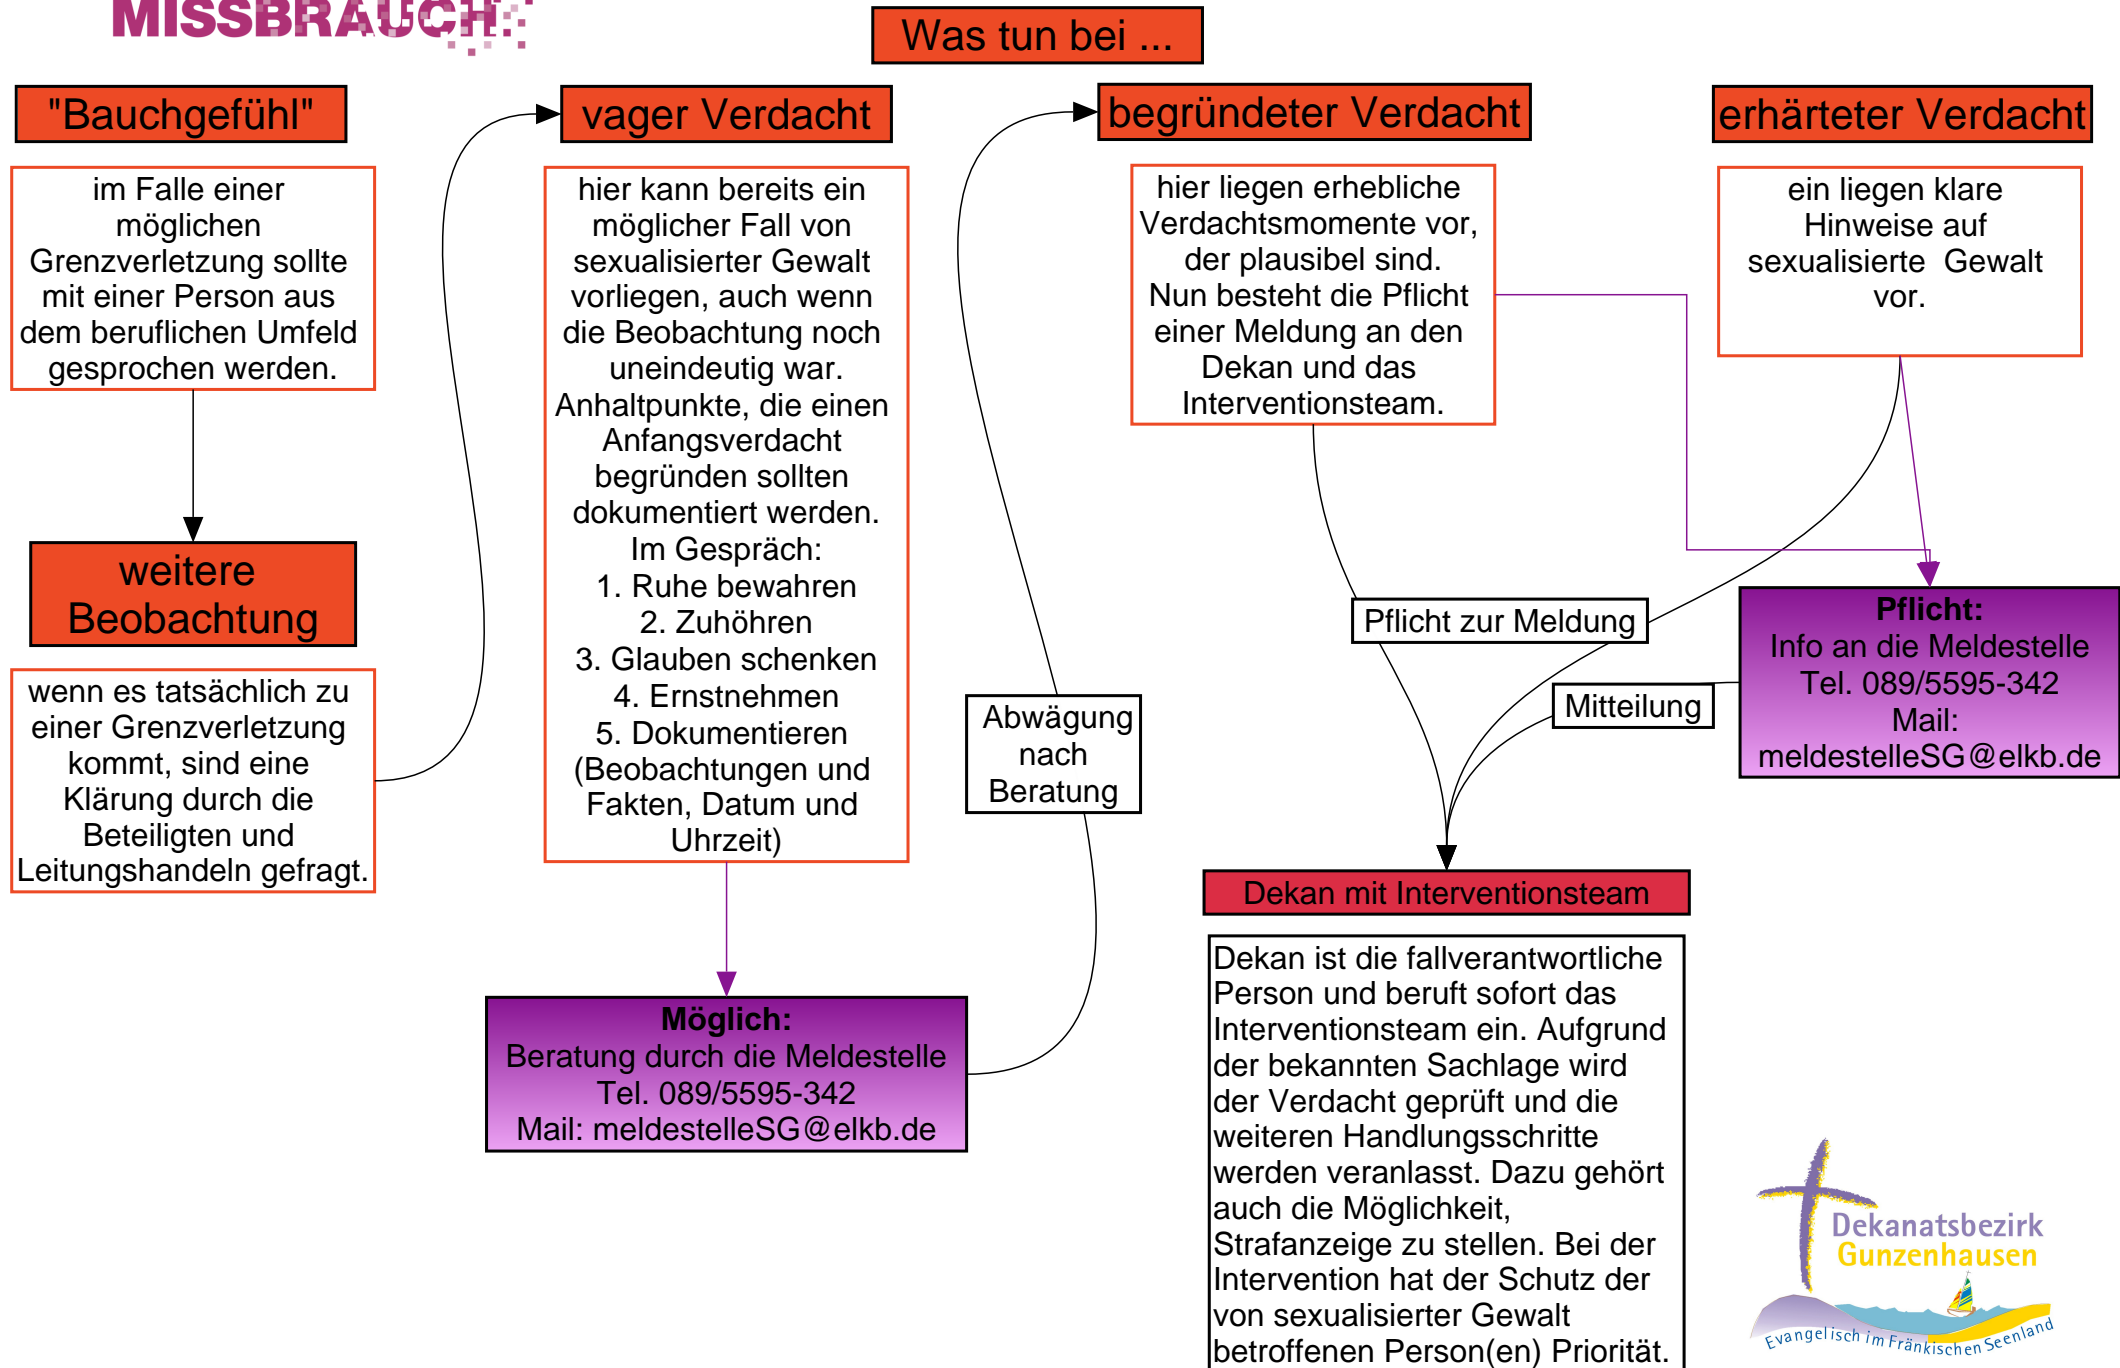 MISSBRAUCH
Was tun bei ...
"Bauchgefühl"
im Falle einer
möglichen
Grenzverletzung sollte
mit einer Person aus
dem beruflichen Umfeld
gesprochen werden.
weitere
Beobachtung
wenn es tatsächlich zu
einer Grenzverletzung
kommt, sind eine
Klärung durch die
Beteiligten und
Leitungshandeln gefragt.
vager Verdacht
hier kann bereits ein
möglicher Fall von
sexualisierter Gewalt
vorliegen, auch wenn
die Beobachtung noch
uneindeutig war.
Anhaltpunkte, die einen
Anfangsverdacht
begründen sollten
dokumentiert werden.
Im Gespräch:
1. Ruhe bewahren
2. Zuhöhren
3. Glauben schenken
4. Ernstnehmen
5. Dokumentieren
(Beobachtungen und
Fakten, Datum und
Uhrzeit)
Möglich:
Beratung durch die Meldestelle
Tel. 089/5595-342
Mail: meldestelleSG@elkb.de
Abwägung
nach
Beratung
begründeter Verdacht
hier liegen erhebliche
Verdachtsmomente vor,
der plausibel sind.
Nun besteht die Pflicht
einer Meldung an den
Dekan und das
Interventionsteam.
erhärteter Verdacht
ein liegen klare
Hinweise auf
sexualisierte  Gewalt
vor.
Pflicht zur Meldung
Pflicht:
Info an die Meldestelle
Tel. 089/5595-342
Mail:
meldestelleSG@elkb.de
Mitteilung
Dekan mit Interventionsteam
Dekan ist die fallverantwortliche
Person und beruft sofort das
Interventionsteam ein. Aufgrund
der bekannten Sachlage wird
der Verdacht geprüft und die
weiteren Handlungsschritte
werden veranlasst. Dazu gehört
auch die Möglichkeit,
Strafanzeige zu stellen. Bei der
Intervention hat der Schutz der
von sexualisierter Gewalt
betroffenen Person(en) Priorität.
Dekanatsbezirk
Gunzenhausen
Evangelisch im Fränkischen Seenland